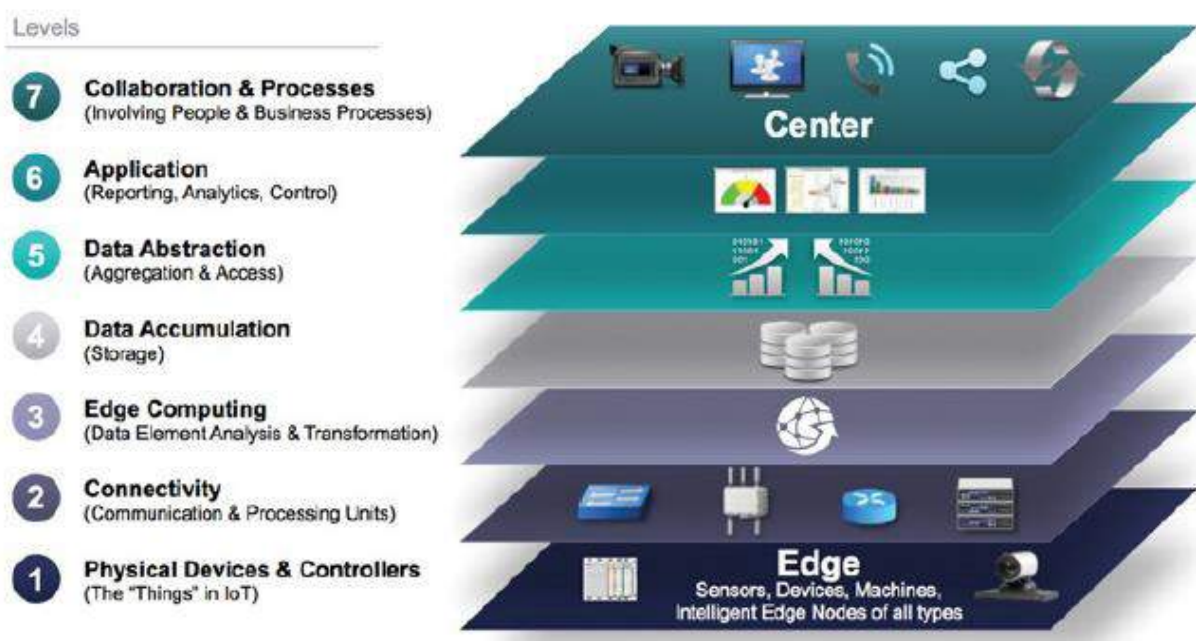 Levels
7
Collaboration & Processes
(Involving People & Business Processes)
6
Application
(Reporting, Analytics, Control)
5
Data Abstraction
(Aggregation & Access)
4
Data Accumulation
(Storage)
3
Edge Computing
(Data Element Analysis & Transformation)
2
Connectivity
(Communication & Processing Units)
1
Physical Devices & Controllers
(The "Things" in IoT)
Center
Edge
Sensors, Devices, Machines,
Intelligent Edge Nodes of all types